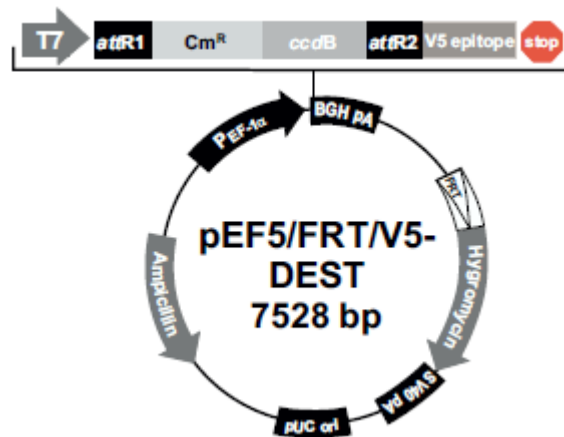 T7 attR1 Cmᴿ ccdB attR2 V5 epitope stop
PEF-1α
BGH pA
FRT
pEF5/FRT/V5-
DEST
7528 bp
Ampicillin
Hygromycin
SV40 pA
pUC ori